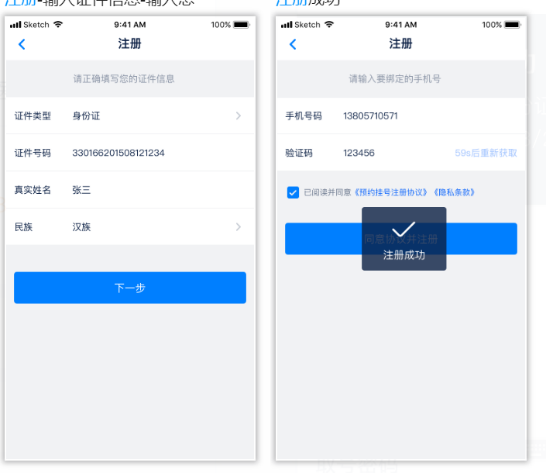 注册-输入证件信息-输入态
Sketch 9:41 AM 100%
注册
请正确填写您的证件信息
证件类型 身份证
证件号码 330166201508121234
真实姓名 张三
民族 汉族
下一步
注册成功
Sketch 9:41 AM 100%
注册
请输入要绑定的手机号
手机号码 13805710571
验证码 123456 59s后重新获取
已阅读并同意《预约挂号注册协议》《隐私条款》
同意协议并注册
注册成功